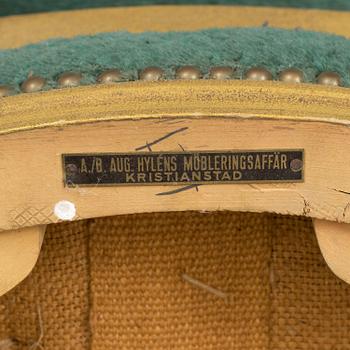 A./B. AUG. HYLÉNS MÖBLERINGSAFFÄR
KRISTIANSTAD